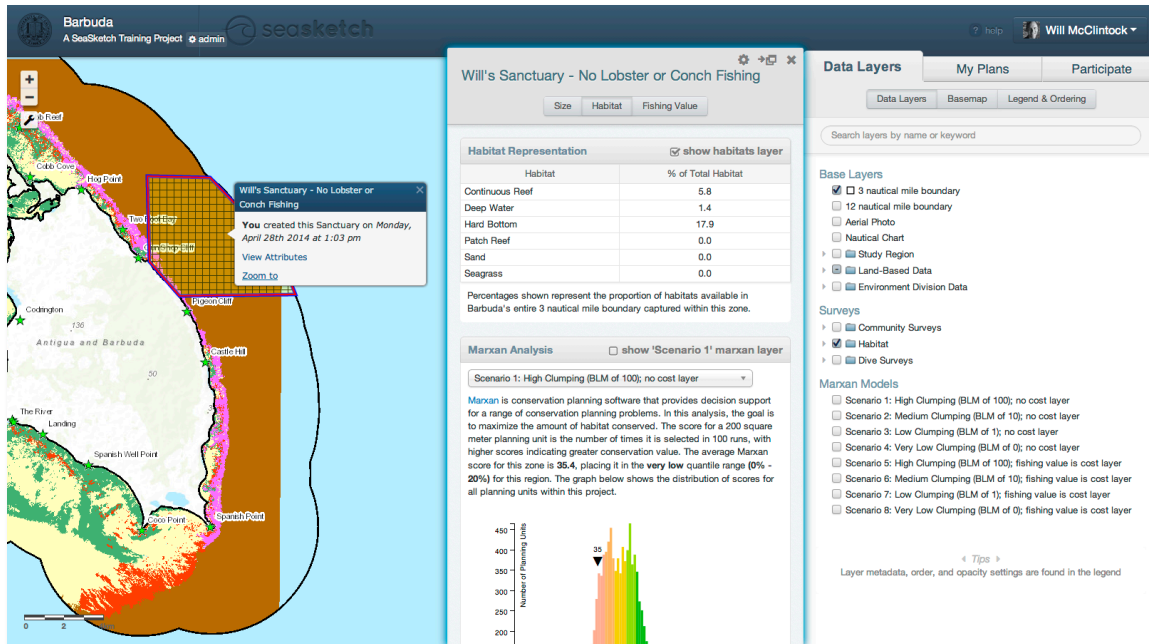 Barbuda
A SeaSketch Training Project admin
seasketch
? help
Will McClintock
Cobb Cove
Hog Point
Pigeon Cliff
Codrington
136
Antigua and Barbuda
Castle Hill
50
The River
Landing
Spanish Well Point
Coco Point
Spanish Point
0 2
Will's Sanctuary - No Lobster or
Conch Fishing
You created this Sanctuary on Monday,
April 28th 2014 at 1:03 pm
View Attributes
Zoom to
Will's Sanctuary - No Lobster or Conch Fishing
Size Habitat Fishing Value
Habitat Representation show habitats layer
Habitat % of Total Habitat
Continuous Reef 5.8
Deep Water 1.4
Hard Bottom 17.9
Patch Reef 0.0
Sand 0.0
Seagrass 0.0
Percentages shown represent the proportion of habitats available in
Barbuda's entire 3 nautical mile boundary captured within this zone.
Marxan Analysis show 'Scenario 1' marxan layer
Scenario 1: High Clumping (BLM of 100); no cost layer
Marxan is conservation planning software that provides decision support
for a range of conservation planning problems. In this analysis, the goal is
to maximize the amount of habitat conserved. The score for a 200 square
meter planning unit is the number of times it is selected in 100 runs, with
higher scores indicating greater conservation value. The average Marxan
score for this zone is 35.4, placing it in the very low quantile range (0% -
20%) for this region. The graph below shows the distribution of scores for
all planning units within this project.
450
400
350
300
250
200
Number of Planning Units
35
Data Layers My Plans Participate
Data Layers Basemap Legend & Ordering
Search layers by name or keyword
Base Layers
3 nautical mile boundary
12 nautical mile boundary
Aerial Photo
Nautical Chart
Study Region
Land-Based Data
Environment Division Data
Surveys
Community Surveys
Habitat
Dive Surveys
Marxan Models
Scenario 1: High Clumping (BLM of 100); no cost layer
Scenario 2: Medium Clumping (BLM of 10); no cost layer
Scenario 3: Low Clumping (BLM of 1); no cost layer
Scenario 4: Very Low Clumping (BLM of 0); no cost layer
Scenario 5: High Clumping (BLM of 100); fishing value is cost layer
Scenario 6: Medium Clumping (BLM of 10); fishing value is cost layer
Scenario 7: Low Clumping (BLM of 1); fishing value is cost layer
Scenario 8: Very Low Clumping (BLM of 0); fishing value is cost layer
Tips
Layer metadata, order, and opacity settings are found in the legend